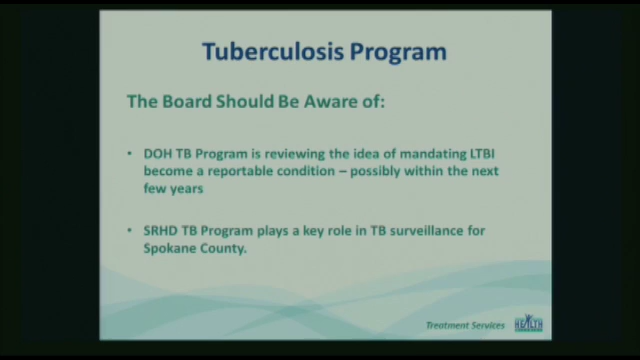 Tuberculosis Program
The Board Should Be Aware of:
• DOH TB Program is reviewing the idea of mandating LTBI
become a reportable condition – possibly within the next
few years
• SRHD TB Program plays a key role in TB surveillance for
Spokane County.
Treatment Services
HEALTH